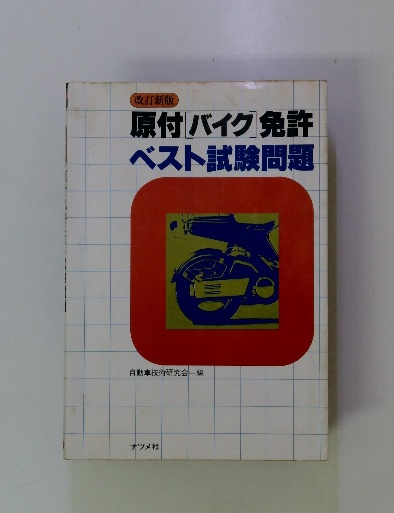 改訂新版
原付[バイク]免許
ベスト試験問題
自動車技術研究会—編
ナツメ社